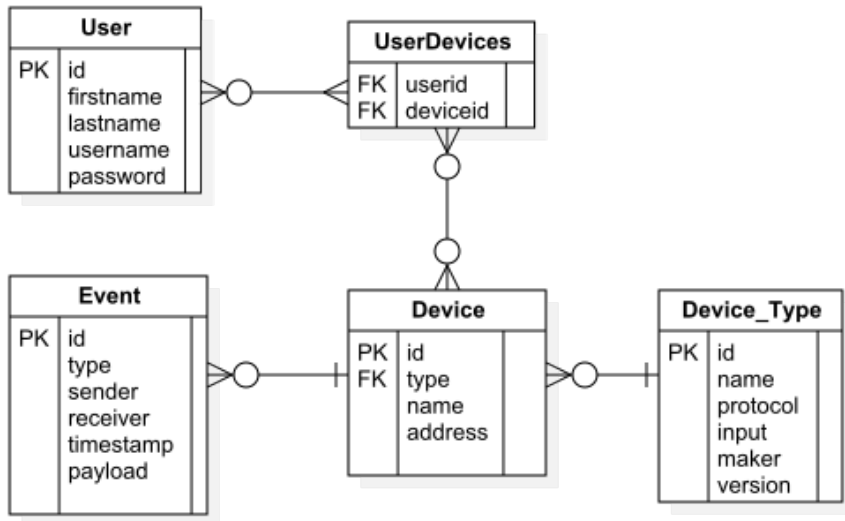 User
PK id
firstname
lastname
username
password
UserDevices
FK userid
FK deviceid
Event
PK id
type
sender
receiver
timestamp
payload
Device
PK id
FK type
name
address
Device_Type
PK id
name
protocol
input
maker
version